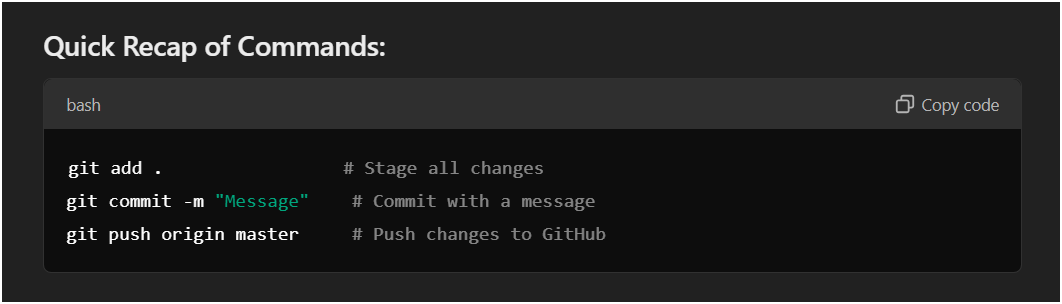 Quick Recap of Commands:
bash Copy code
git add . # Stage all changes
git commit -m "Message" # Commit with a message
git push origin master # Push changes to GitHub